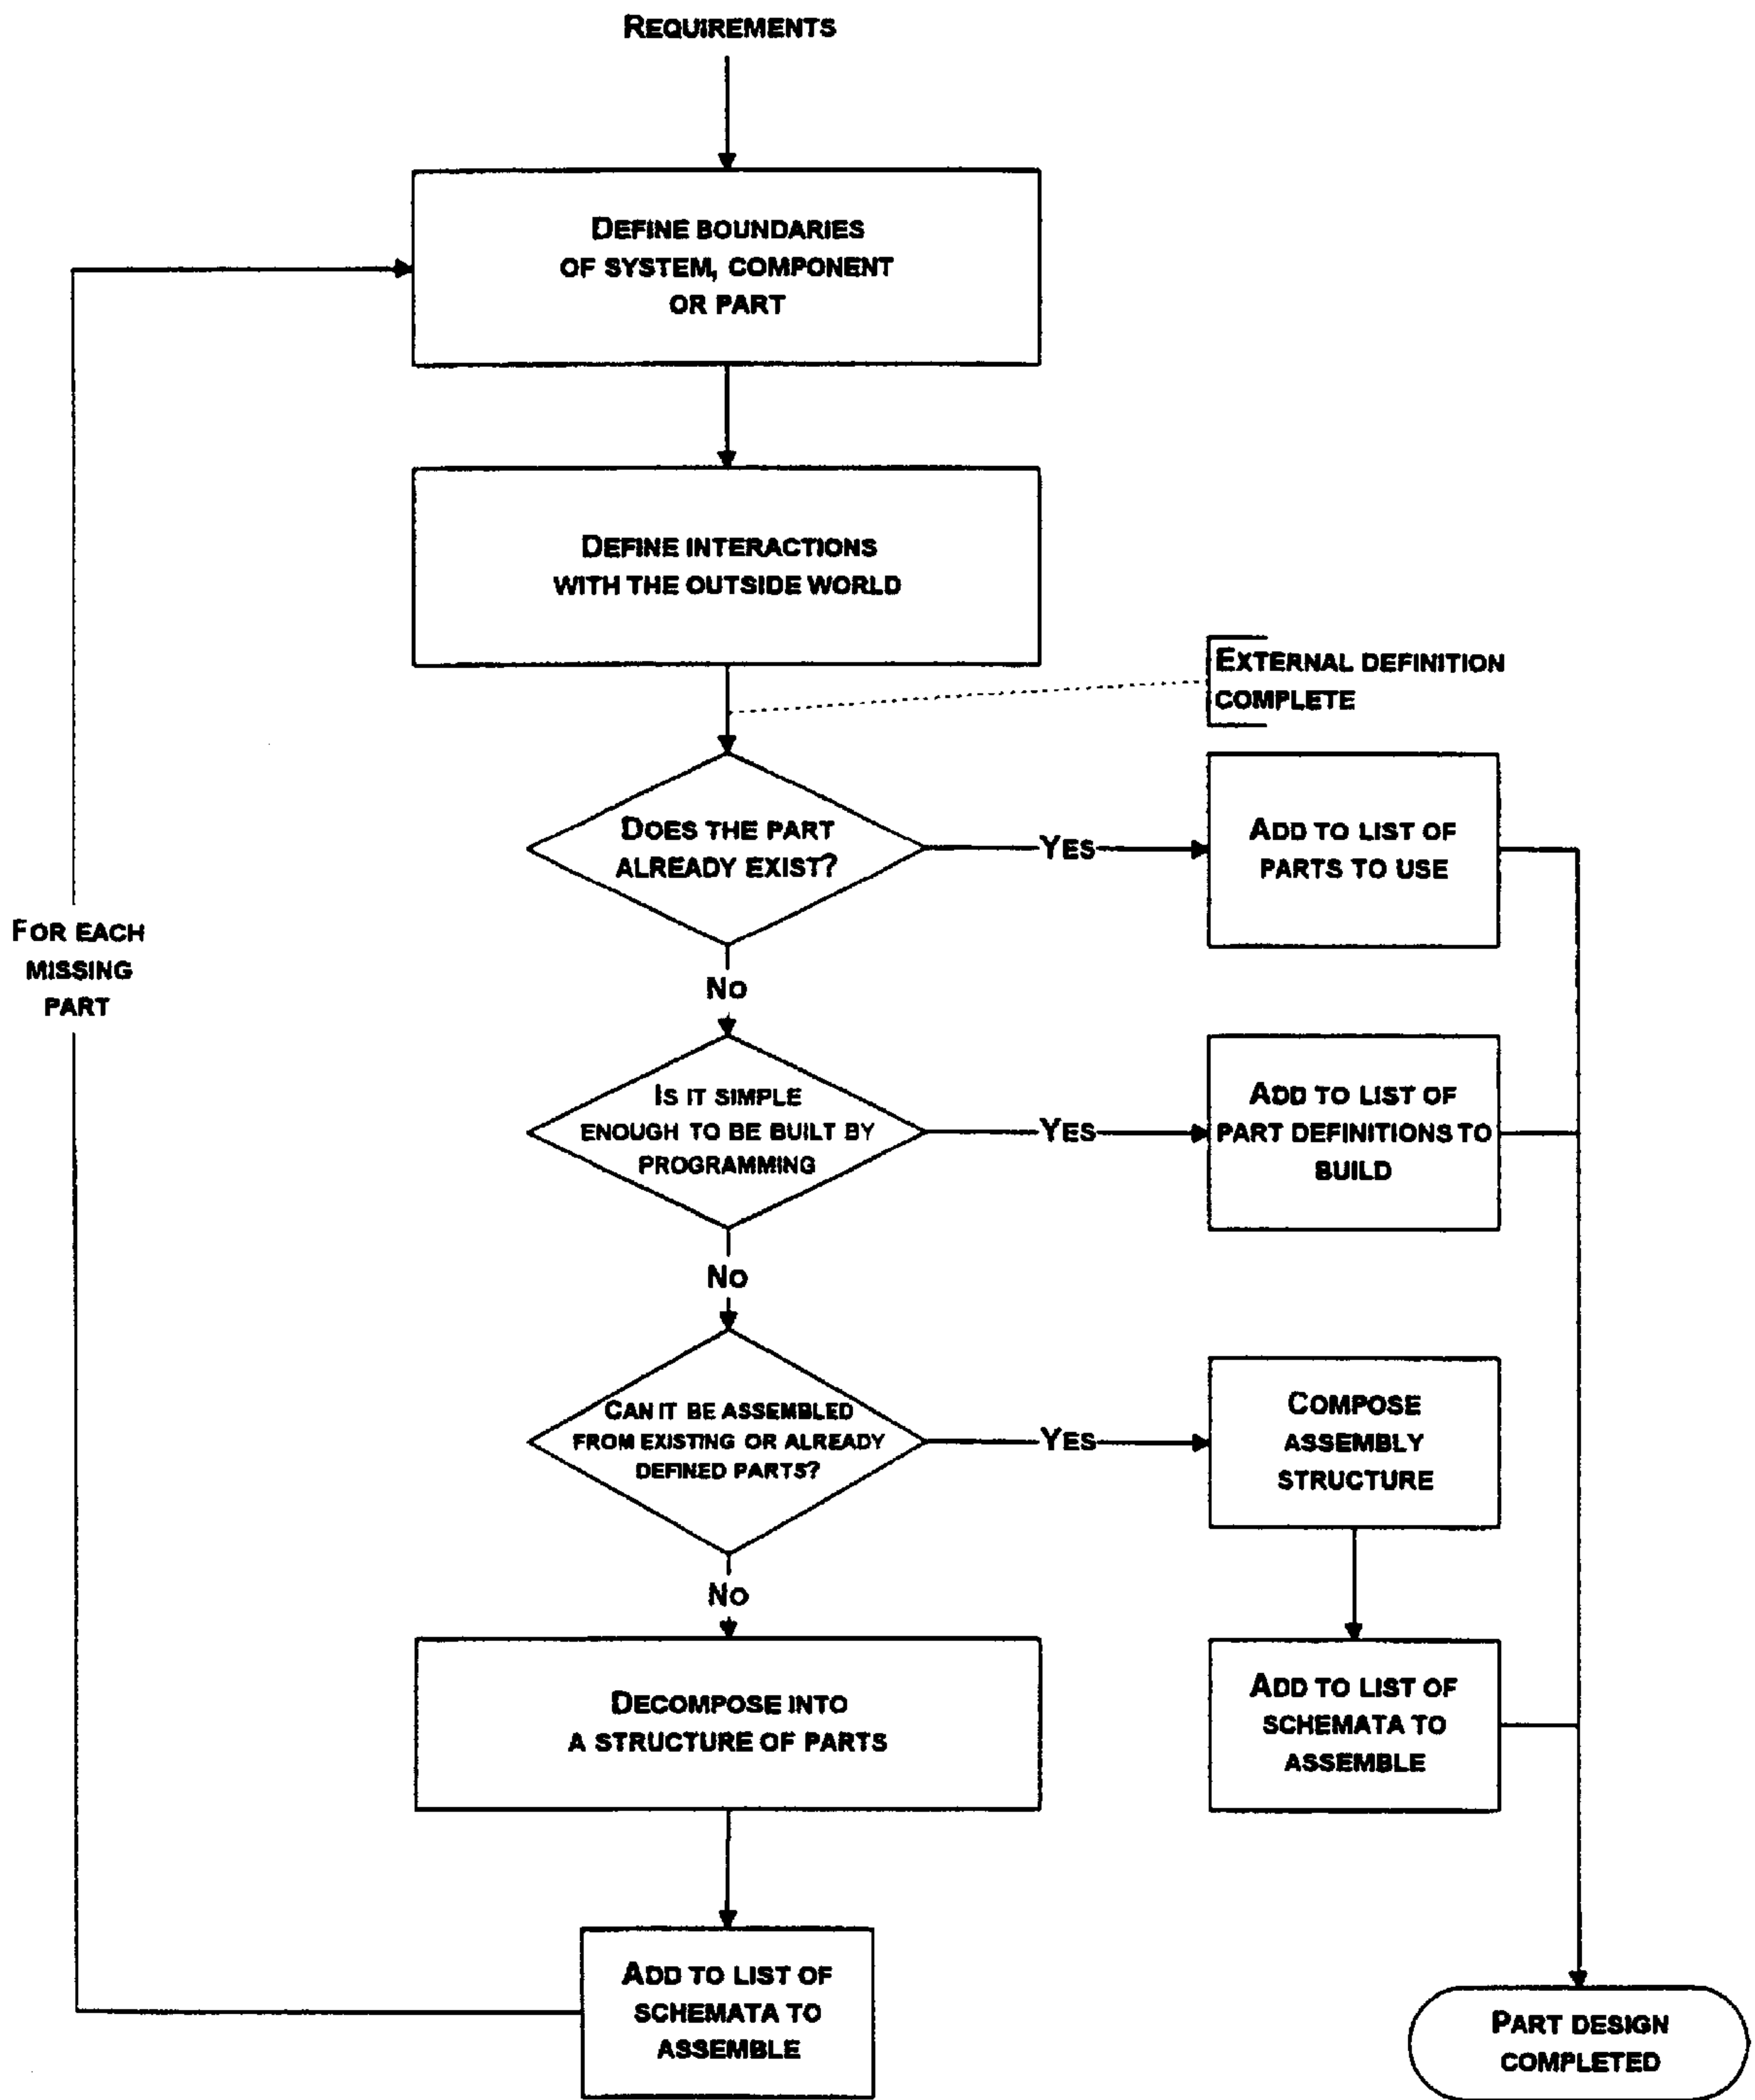 REQUIREMENTS
DEFINE BOUNDARIES
OF SYSTEM, COMPONENT
OR PART
DEFINE INTERACTIONS
WITH THE OUTSIDE WORLD
EXTERNAL DEFINITION
COMPLETE
DOES THE PART
ALREADY EXIST?
YES
ADD TO LIST OF
PARTS TO USE
FOR EACH
MISSING
PART
NO
IS IT SIMPLE
ENOUGH TO BE BUILT BY
PROGRAMMING
YES
ADD TO LIST OF
PART DEFINITIONS TO
BUILD
NO
CAN IT BE ASSEMBLED
FROM EXISTING OR ALREADY
DEFINED PARTS?
YES
COMPOSE
ASSEMBLY
STRUCTURE
NO
DECOMPOSE INTO
A STRUCTURE OF PARTS
ADD TO LIST OF
SCHEMATA TO
ASSEMBLE
ADD TO LIST OF
SCHEMATA TO
ASSEMBLE
PART DESIGN
COMPLETED